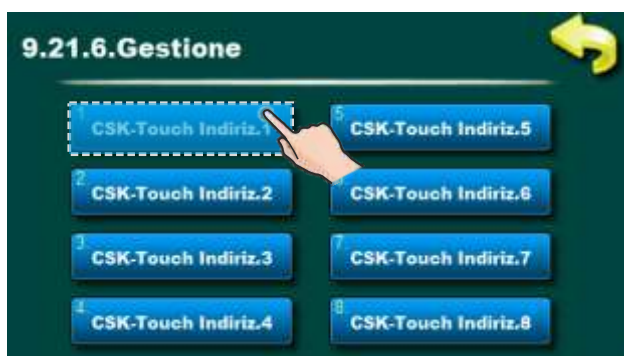 9.21.6.Gestione
1
CSK-Touch Indiriz.1
5
CSK-Touch Indiriz.5
2
CSK-Touch Indiriz.2
CSK-Touch Indiriz.6
3
CSK-Touch Indiriz.3
7
CSK-Touch Indiriz.7
4
CSK-Touch Indiriz.4
8
CSK-Touch Indiriz.8